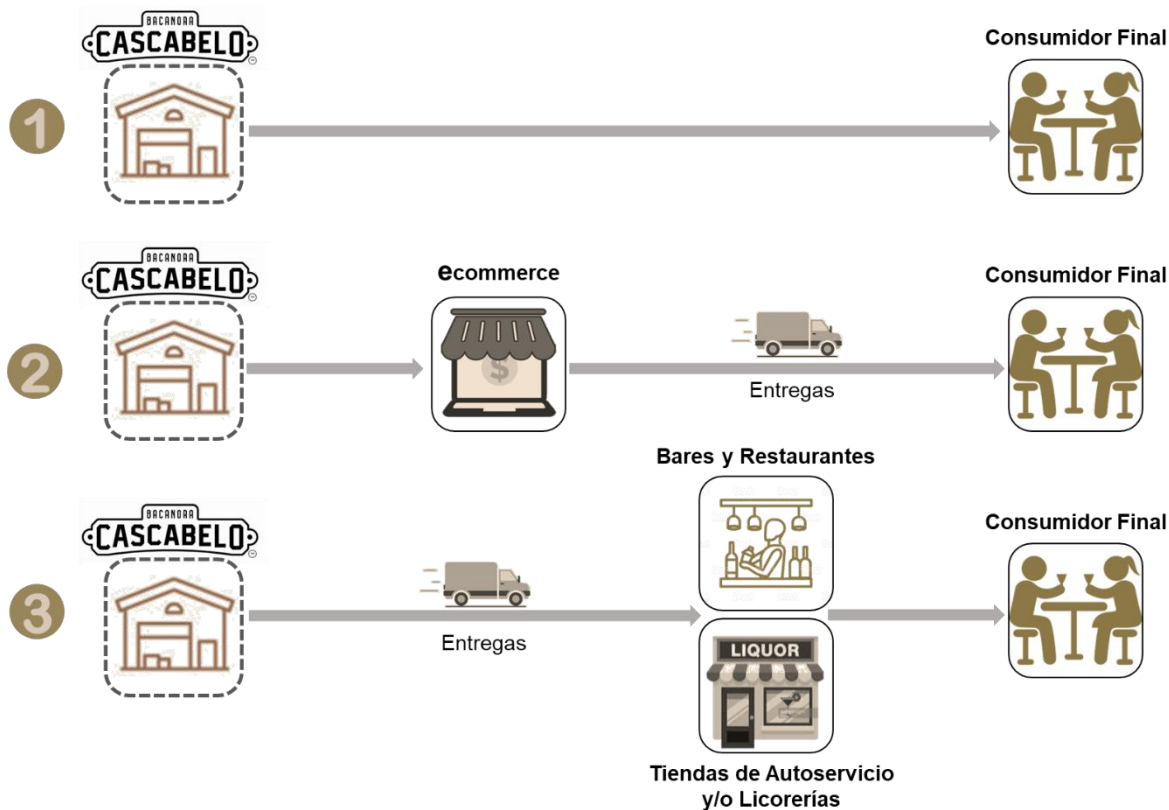 BACANORA
CASCABELO
Consumidor Final
1
BACANORA
CASCABELO
ecommerce
Consumidor Final
2
$
Entregas
Bares y Restaurantes
BACANORA
CASCABELO
Consumidor Final
3
Entregas
LIQUOR
Tiendas de Autoservicio
y/o Licorerías